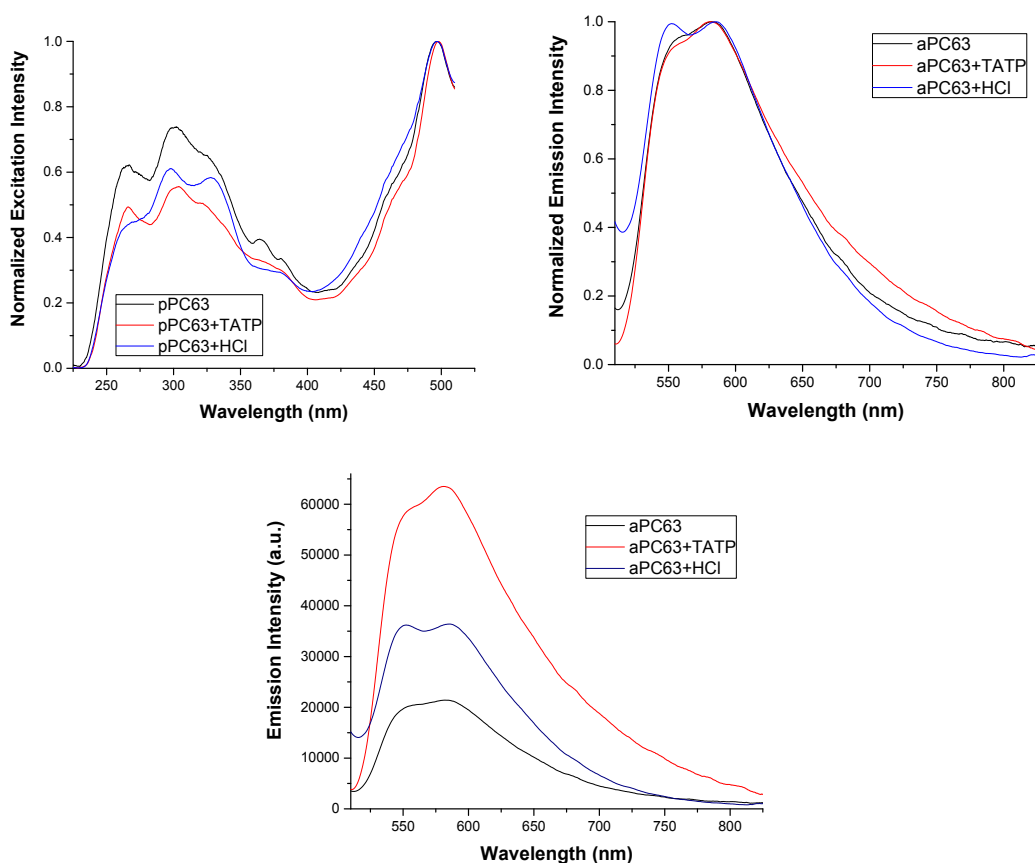 Normalized Excitation Intensity
1.0
0.8
0.6
0.4
0.2
0.0
pPC63
pPC63+TATP
pPC63+HCl
250 300 350 400 450 500
Wavelength (nm)
Normalized Emission Intensity
1.0
0.8
0.6
0.4
0.2
0.0
aPC63
aPC63+TATP
aPC63+HCl
550 600 650 700 750 800
Wavelength (nm)
Emission Intensity (a.u.)
60000
50000
40000
30000
20000
10000
0
aPC63
aPC63+TATP
aPC63+HCl
550 600 650 700 750 800
Wavelength (nm)